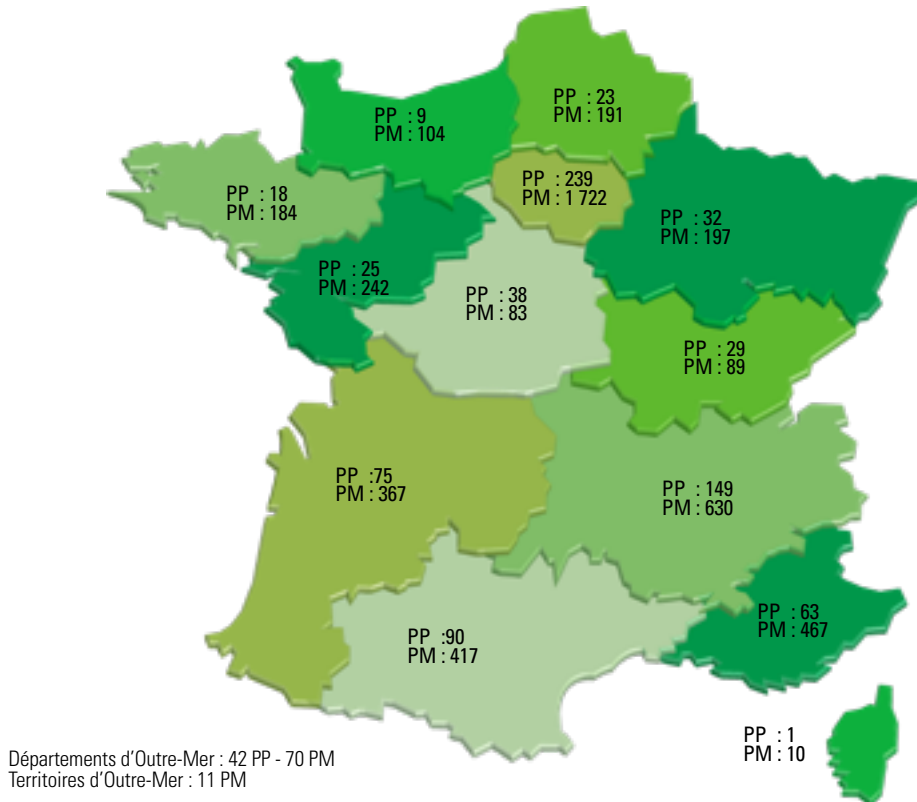 PP : 23
PM : 191
PP : 9
PM : 104
PP : 239
PM : 1 722
PP : 18
PM : 184
PP : 32
PM : 197
PP : 25
PM : 242
PP : 38
PM : 83
PP : 29
PM : 89
PP :75
PM : 367
PP : 149
PM : 630
PP : 63
PM : 467
PP :90
PM : 417
PP : 1
PM : 10
Départements d'Outre-Mer : 42 PP - 70 PM
Territoires d'Outre-Mer : 11 PM